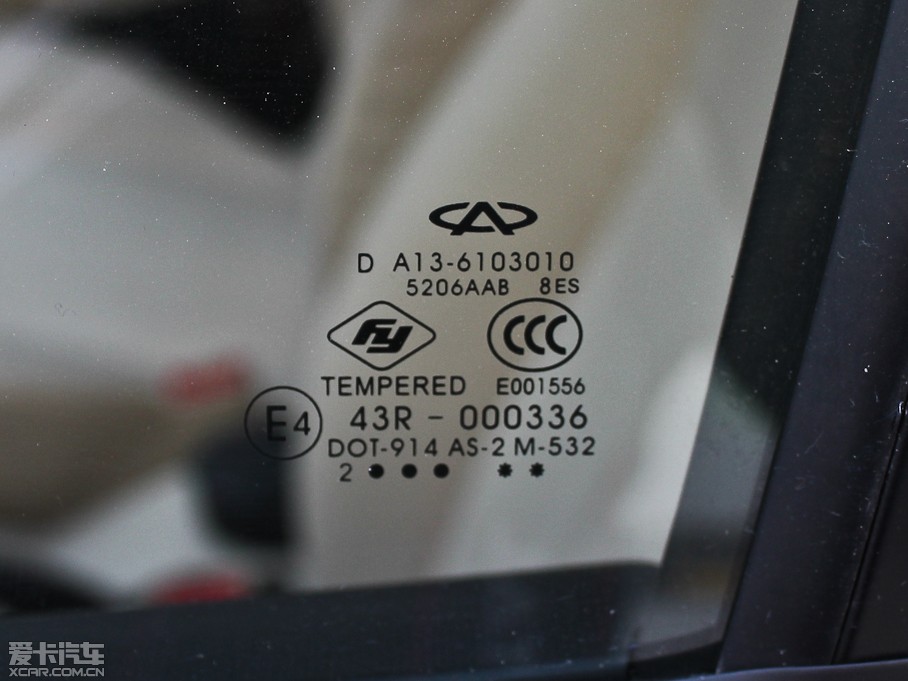 D A13-6103010
5206AAB 8ES
FY CCC
TEMPERED E001556
E4 43R - 000336
DOT-914 AS-2 M-532
2
爱卡汽车
XCAR.COM.CN